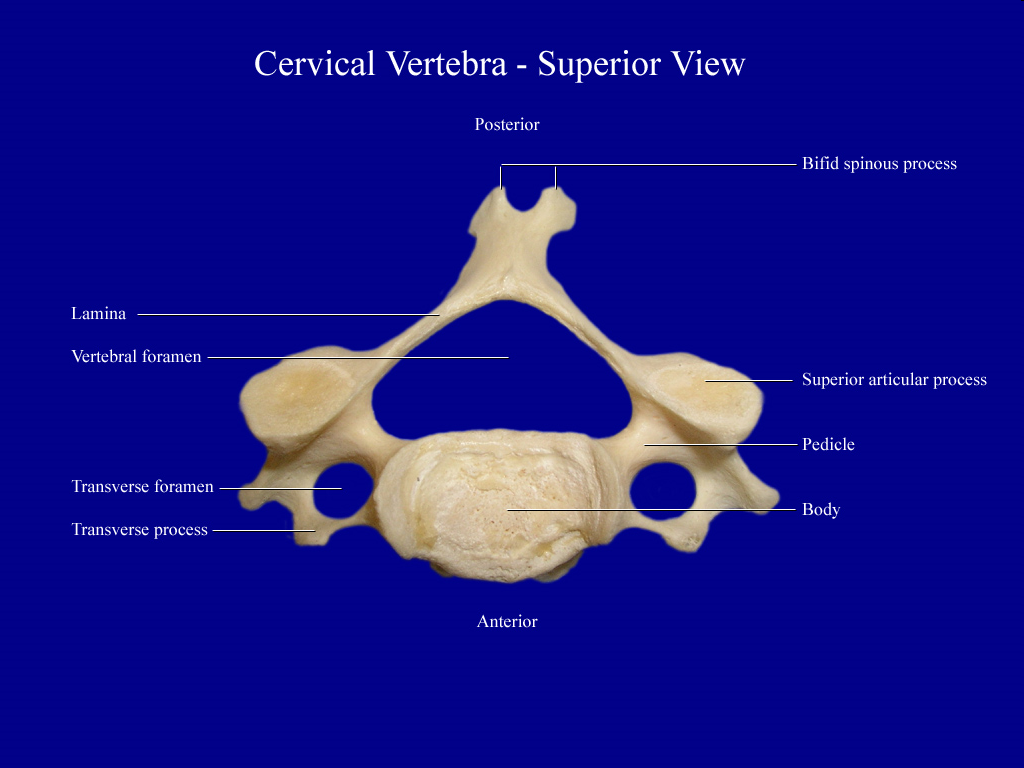 Cervical Vertebra - Superior View
Posterior
Bifid spinous process
Lamina
Vertebral foramen
Superior articular process
Pedicle
Transverse foramen
Body
Transverse process
Anterior